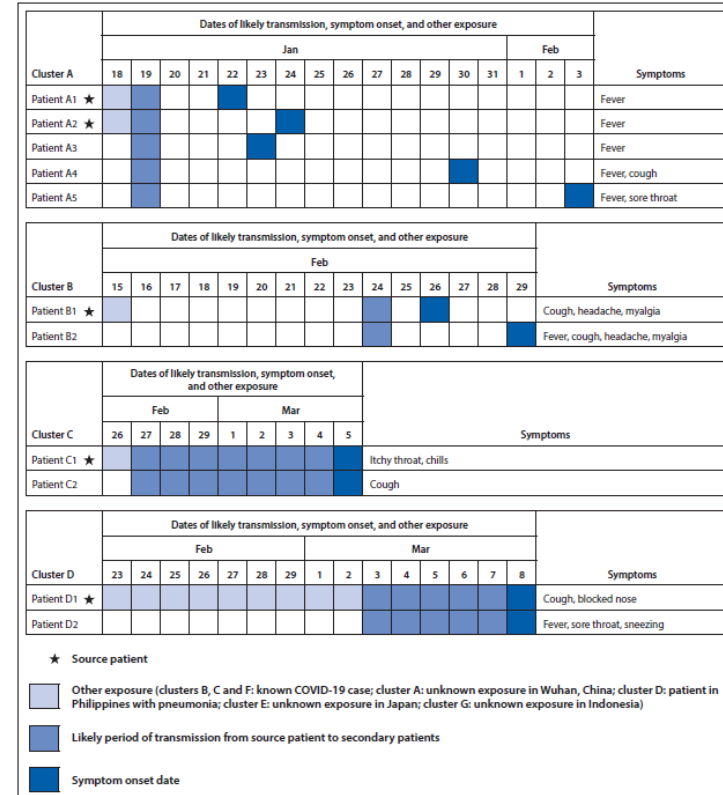 Dates of likely transmission, symptom onset, and other exposure
Jan Feb
Cluster A 18 19 20 21 22 23 24 25 26 27 28 29 30 31 1 2 3 Symptoms
Patient A1 ★ Fever
Patient A2 ★ Fever
Patient A3 Fever
Patient A4 Fever, cough
Patient A5 Fever, sore throat
Dates of likely transmission, symptom onset, and other exposure
Feb
Cluster B 15 16 17 18 19 20 21 22 23 24 25 26 27 28 29 Symptoms
Patient B1 ★ Cough, headache, myalgia
Patient B2 Fever, cough, headache, myalgia
Dates of likely transmission, symptom onset,
and other exposure
Feb Mar
Cluster C 26 27 28 29 1 2 3 4 5 Symptoms
Patient C1 ★ Itchy throat, chills
Patient C2 Cough
Dates of likely transmission, symptom onset, and other exposure
Feb Mar
Cluster D 23 24 25 26 27 28 29 1 2 3 4 5 6 7 8 Symptoms
Patient D1 ★ Cough, blocked nose
Patient D2 Fever, sore throat, sneezing
★ Source patient
Other exposure (clusters B, C and F: known COVID-19 case; cluster A: unknown exposure in Wuhan, China; cluster D: patient in
Philippines with pneumonia; cluster E: unknown exposure in Japan; cluster G: unknown exposure in Indonesia)
Likely period of transmission from source patient to secondary patients
Symptom onset date